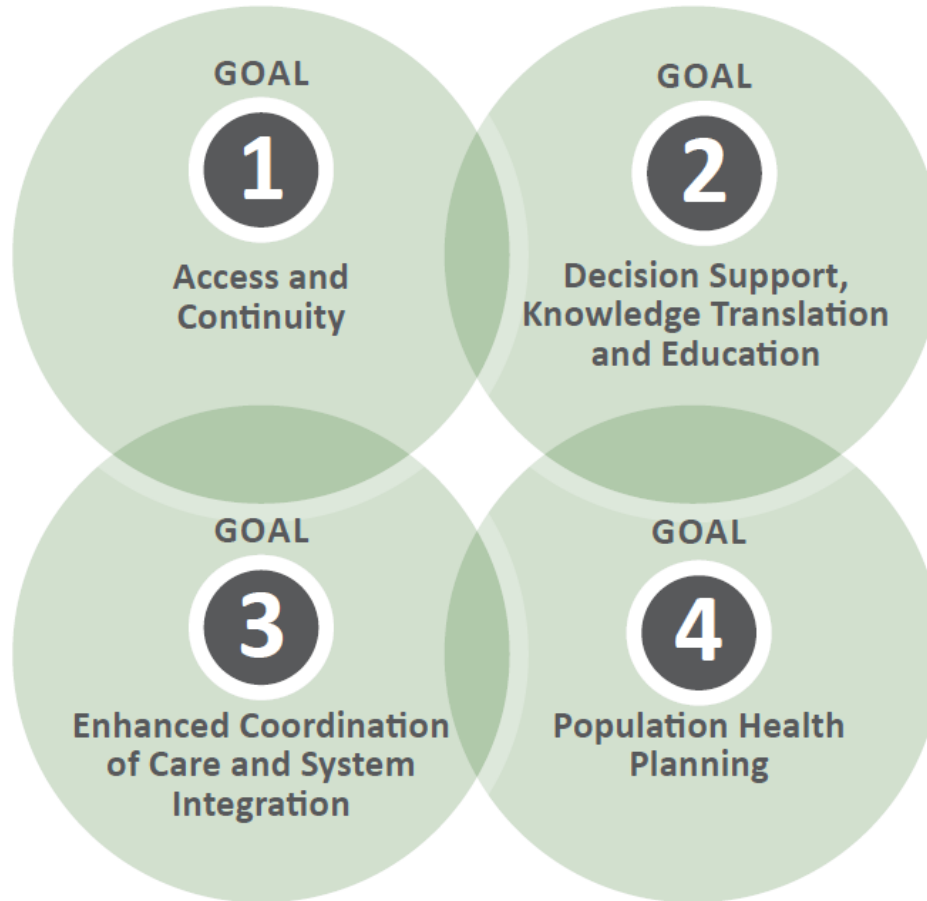 GOAL
1
Access and
Continuity
GOAL
2
Decision Support,
Knowledge Translation
and Education
GOAL
3
Enhanced Coordination
of Care and System
Integration
GOAL
4
Population Health
Planning